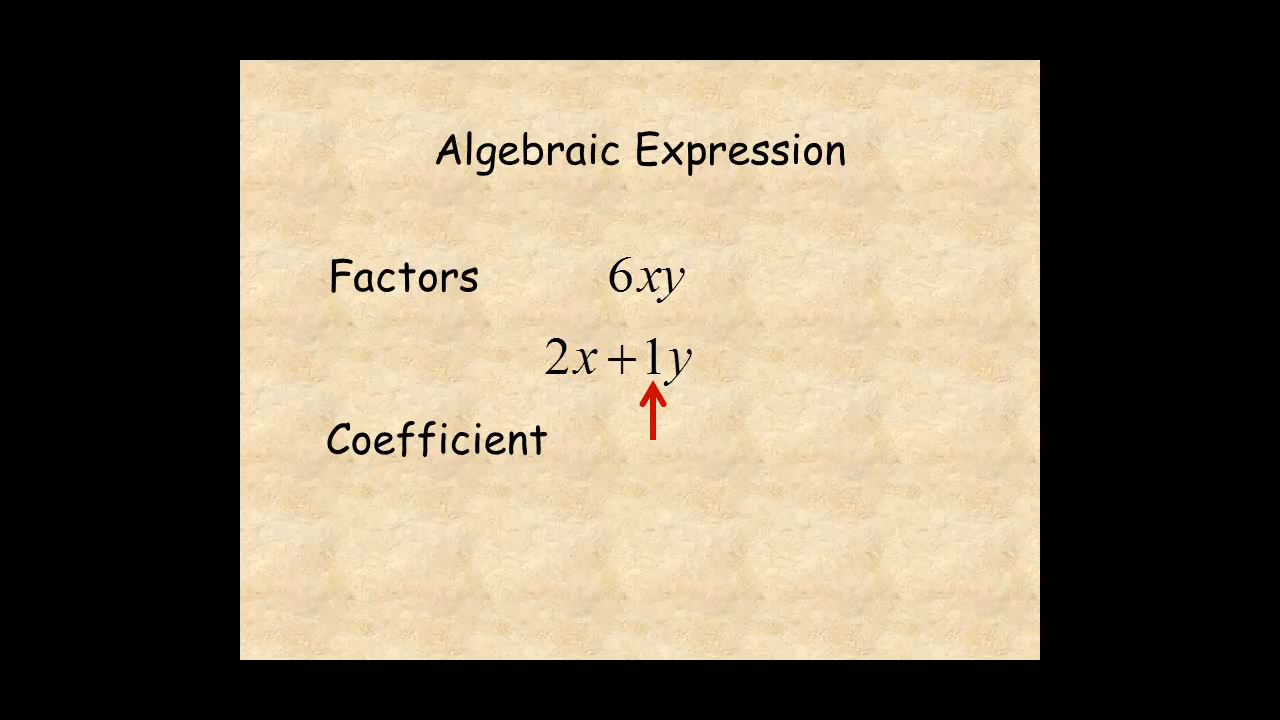 Algebraic Expression
Factors 6xy
2x + 1y
Coefficient